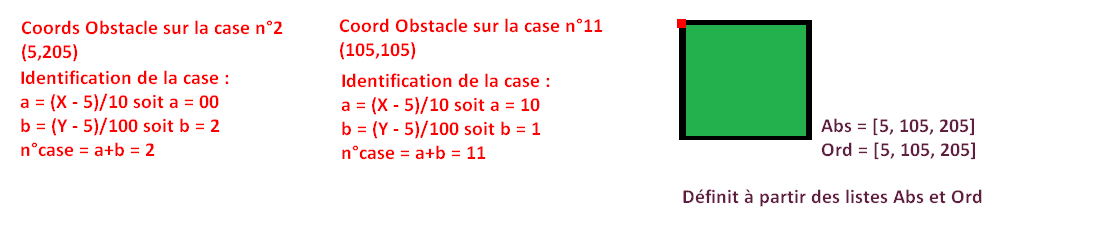 Coords Obstacle sur la case n°2
(5,205)
Identification de la case :
a = (X - 5)/10 soit a = 00
b = (Y - 5)/100 soit b = 2
n°case = a+b = 2
Coord Obstacle sur la case n°11
(105,105)
Identification de la case :
a = (X - 5)/10 soit a = 10
b = (Y - 5)/100 soit b = 1
n°case = a+b = 11
Abs = [5, 105, 205]
Ord = [5, 105, 205]
Définit à partir des listes Abs et Ord